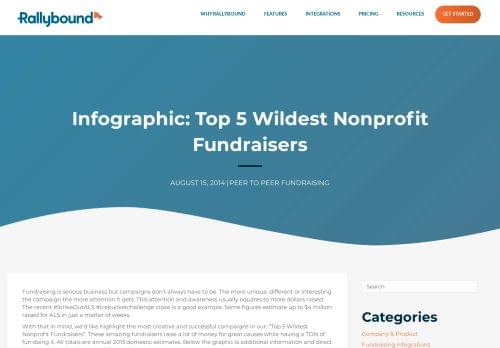 Rallybound
WHY RALLYBOUND
FEATURES
INTEGRATIONS
PRICING
RESOURCES
GET STARTED
Infographic: Top 5 Wildest Nonprofit
Fundraisers
AUGUST 15, 2014 | PEER TO PEER FUNDRAISING
Fundraising is serious business but campaigns don't always have to be. The more unique, different or interesting
the campaign the more attention it gets. This attention and awareness usually equates to more dollars raised.
The recent #StrikeOutALS #icebucketchallenge craze is a good example. Some figures estimate up to $4 million
raised for ALS in just a matter of weeks.
With that in mind, we'd like highlight the most creative and successful campaigns in our: "Top 5 Wildest
Nonprofit Fundraisers". These amazing fundraisers raise a lot of money for great causes while having a TON of
fun doing it. All totals are annual 2013 domestic estimates. Below the graphic is additional information and direct
Search
Categories
Company & Product
Fundraising Integrations